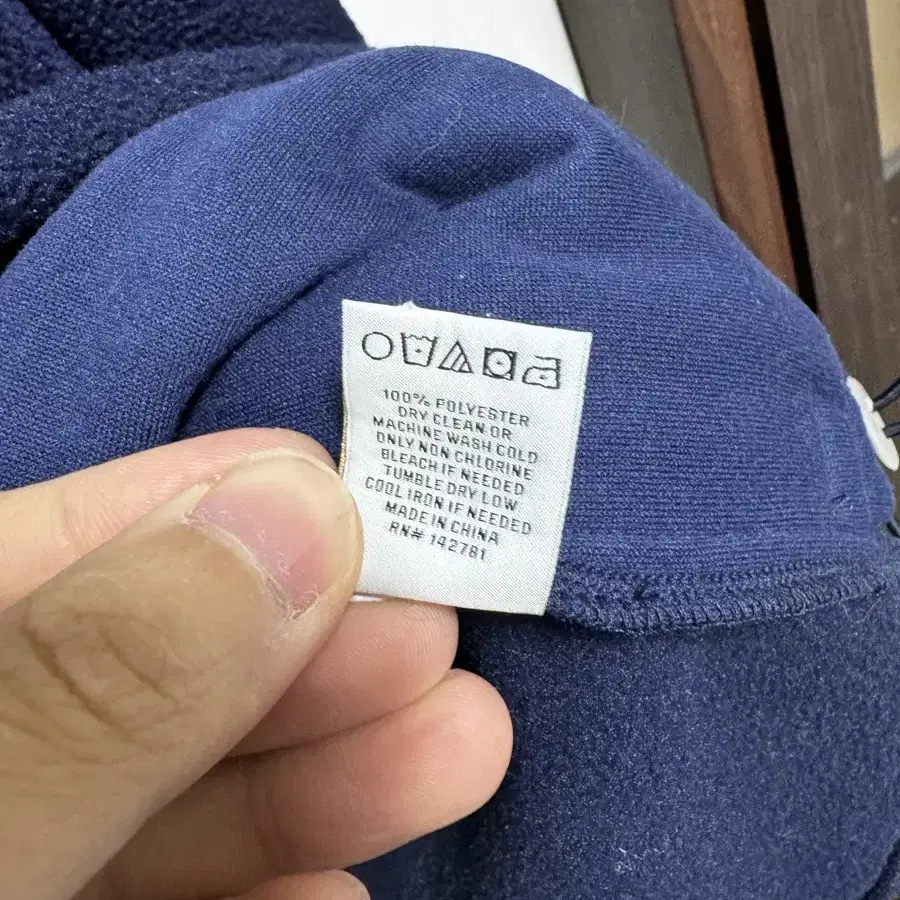 100% POLYESTER
DRY CLEAN OR
MACHINE WASH COLD
ONLY NON CHLORINE
BLEACH IF NEEDED
TUMBLE DRY LOW
COOL IRON IF NEEDED
MADE IN CHINA
RN# 142781